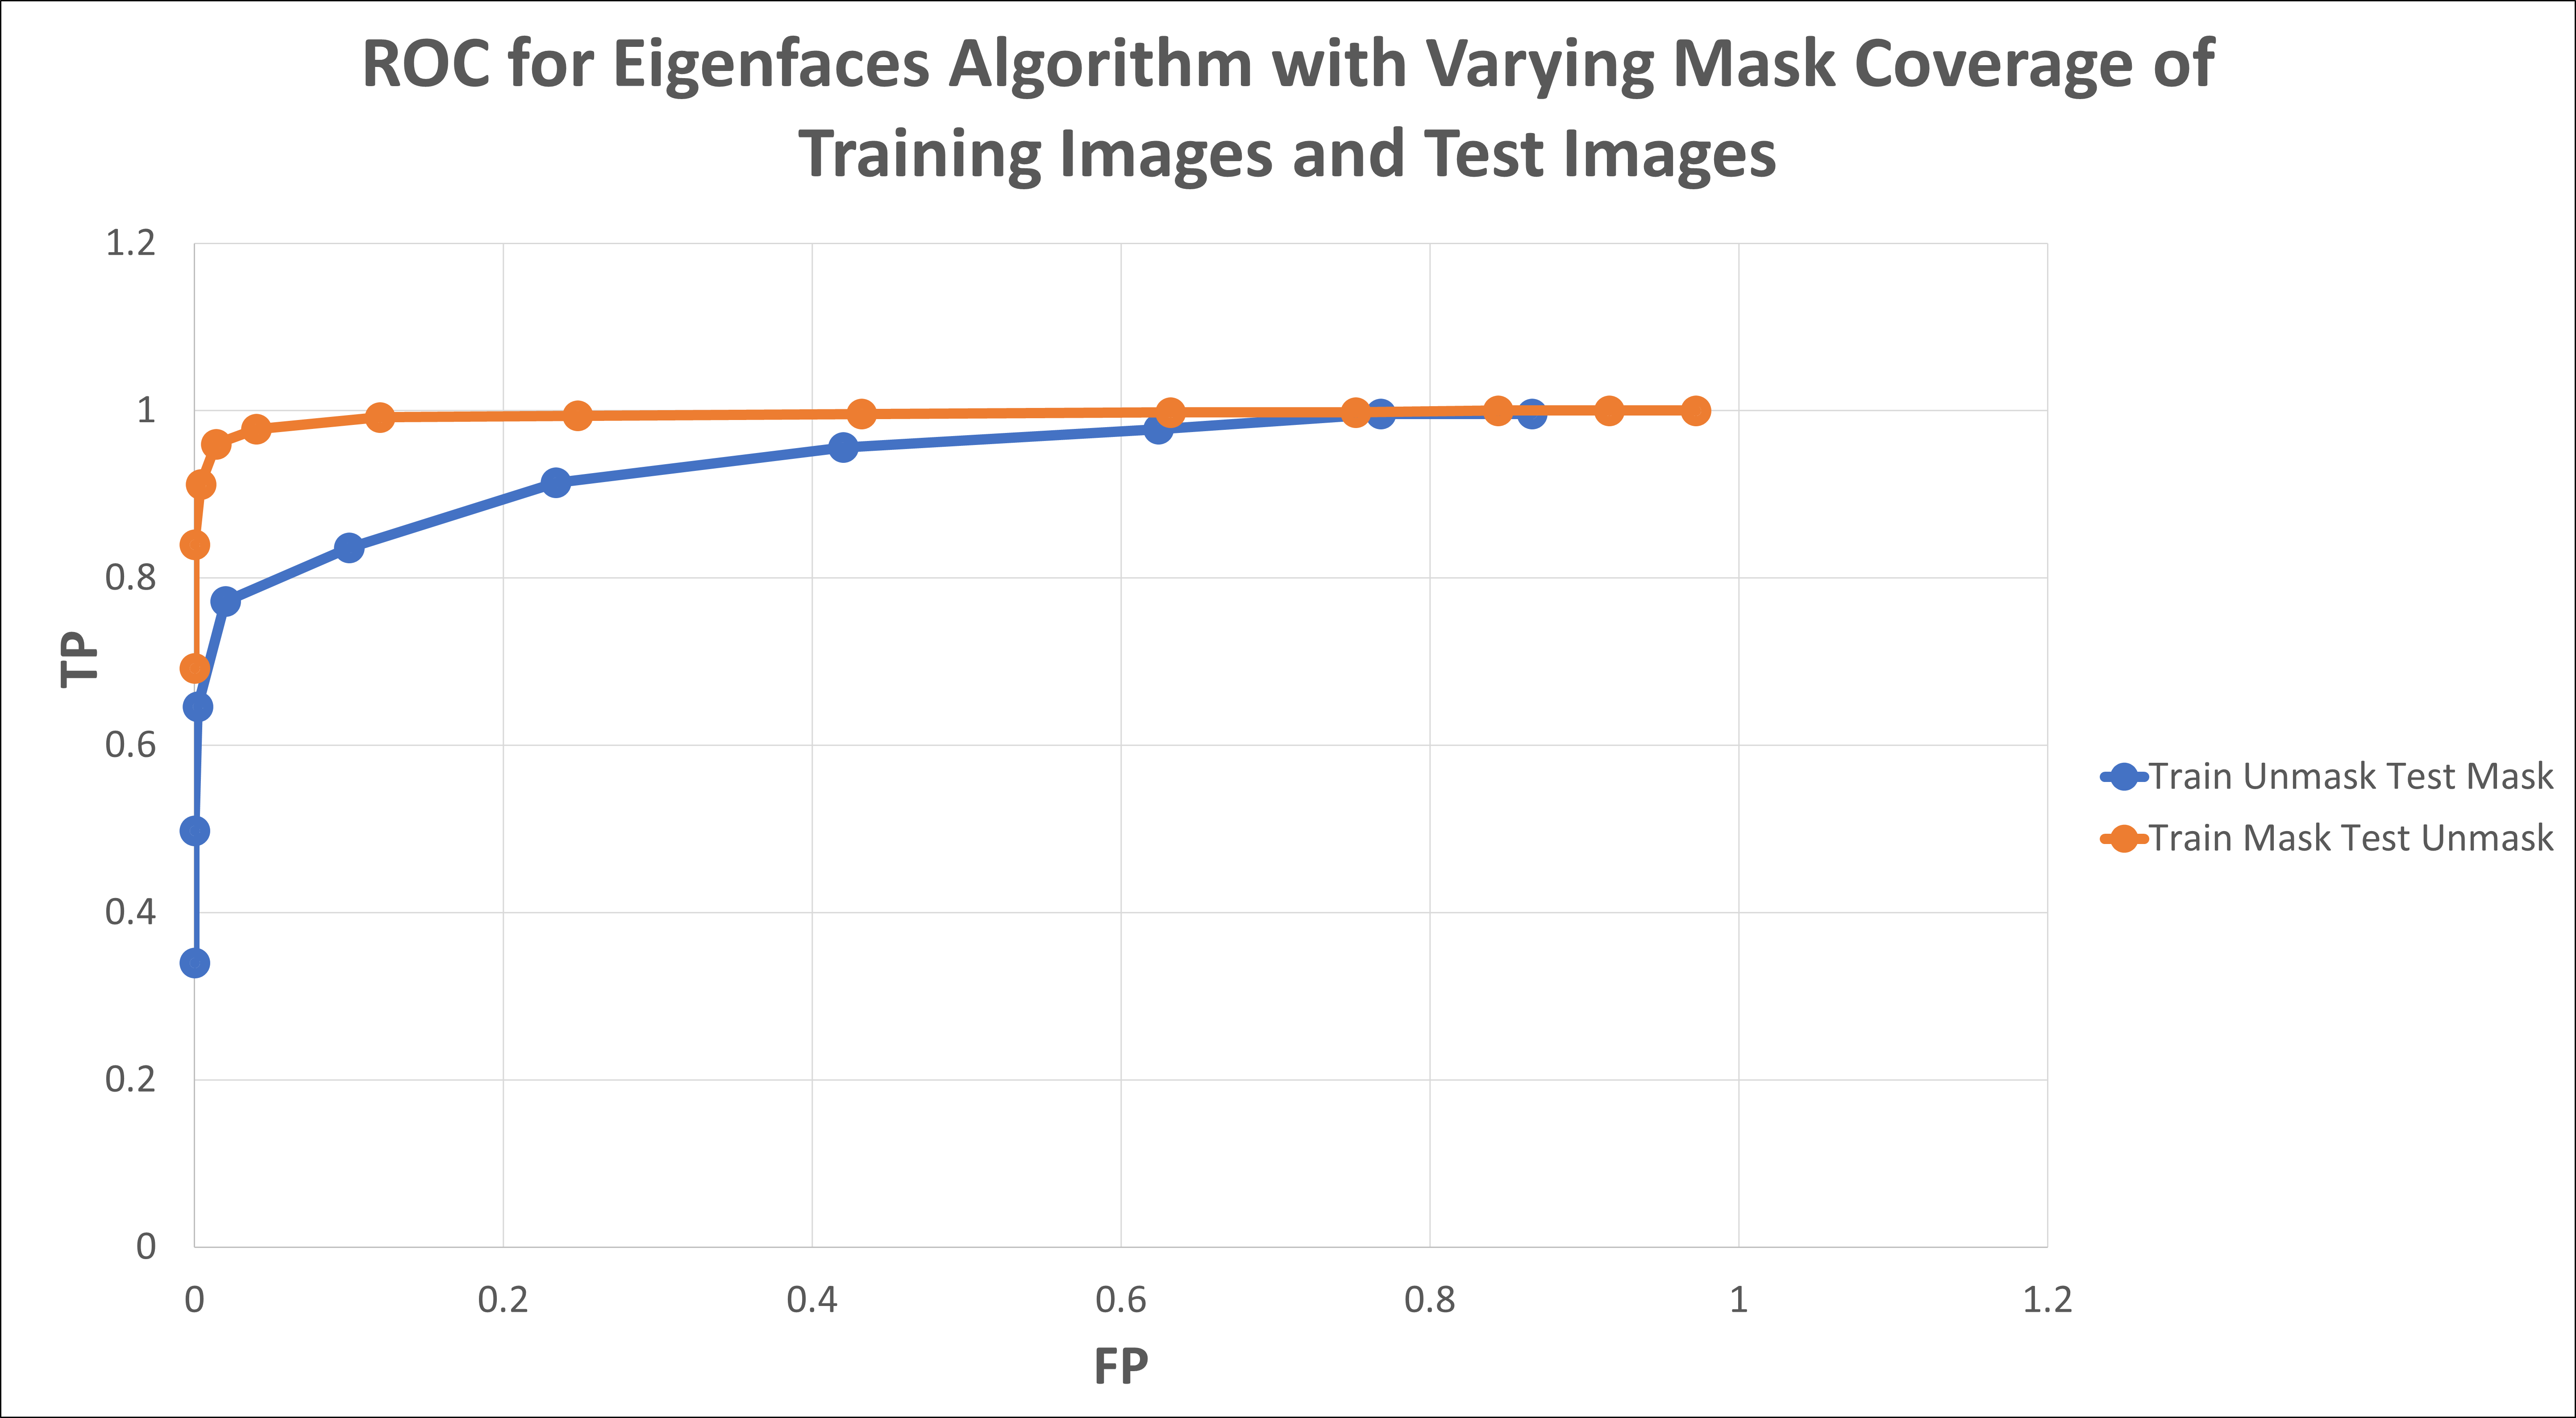 ROC for Eigenfaces Algorithm with Varying Mask Coverage of
Training Images and Test Images
1.2
1
0.8
0.6
0.4
0.2
0
TP
0 0.2 0.4 0.6 0.8 1 1.2
FP
Train Unmask Test Mask
Train Mask Test Unmask